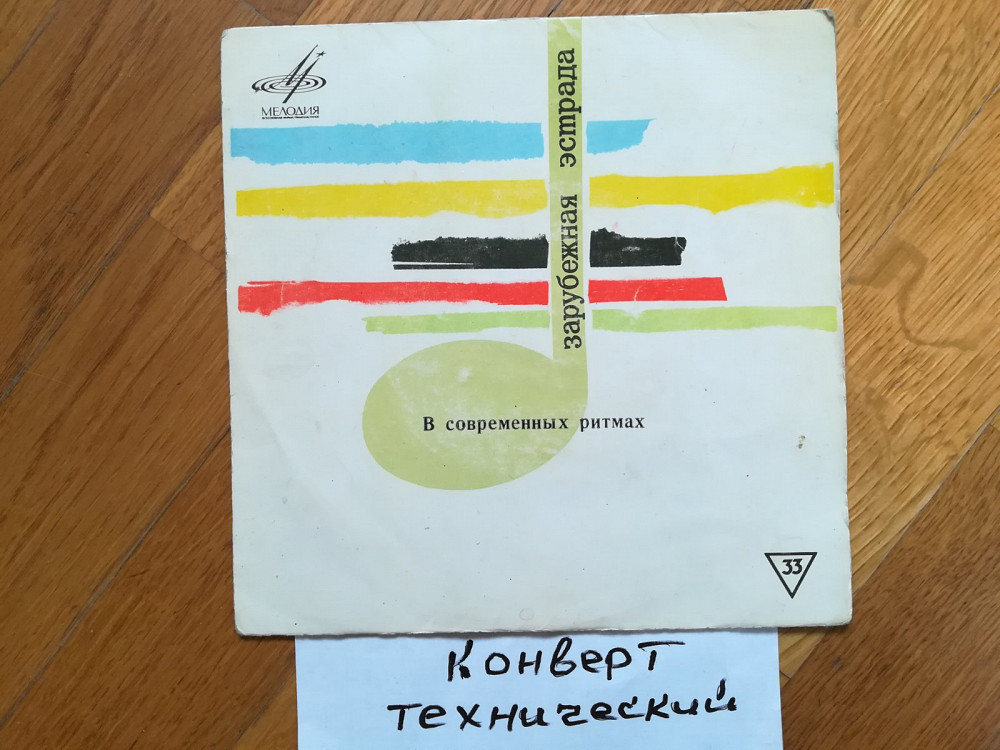 МЕЛОДИЯ
зарубежная эстрада
В современных ритмах
33
Конверт
технический